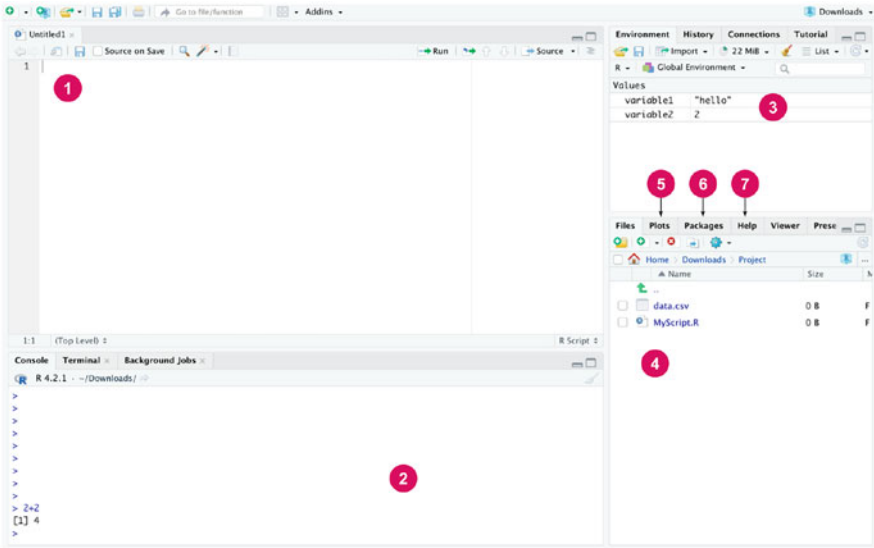 Go to file/function
Addins
Downloads
Untitled1
Source on Save
Run
Source
1
1
1:1
(Top Level)
R Script
Console
Terminal
Background Jobs
R 4.2.1 · ~/Downloads/
>
>
>
>
>
>
>
>
>
> 2+2
[1] 4
>
2
Environment
History
Connections
Tutorial
Import
22 MiB
List
R
Global Environment
Values
variable1 "hello"
variable2 2
3
5
6
7
Files
Plots
Packages
Help
Viewer
Prese
Home
Downloads
Project
...
Name
Size
..
data.csv
0 B
F
MyScript.R
0 B
F
4